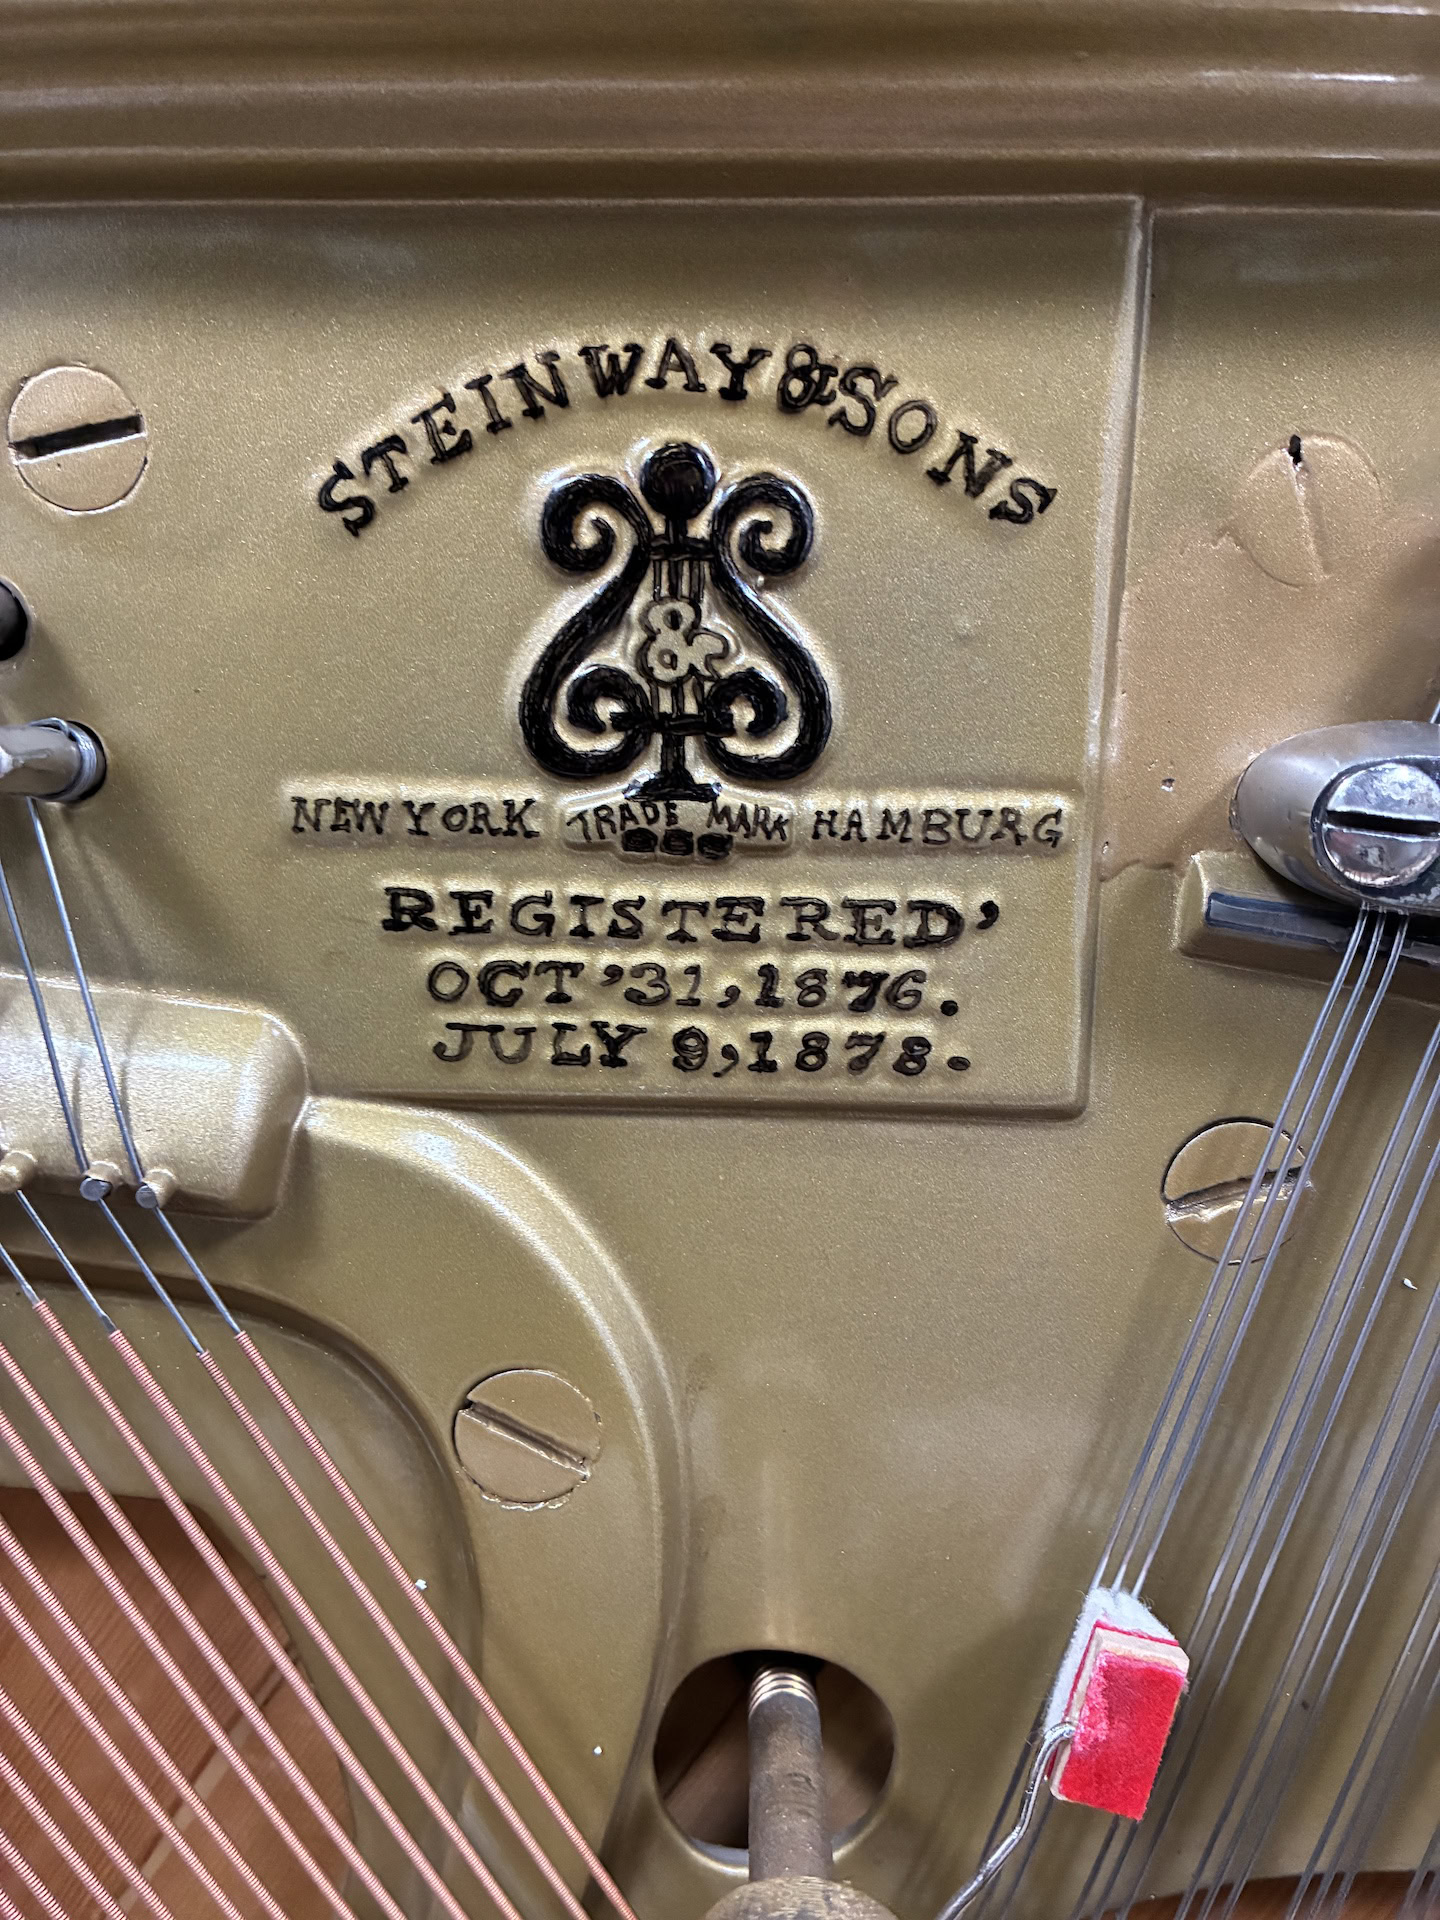 STEINWAY & SONS
&
NEW YORK TRADE MARK HAMBURG
REGISTERED'
OCT '31, 1876.
JULY 9, 1878.